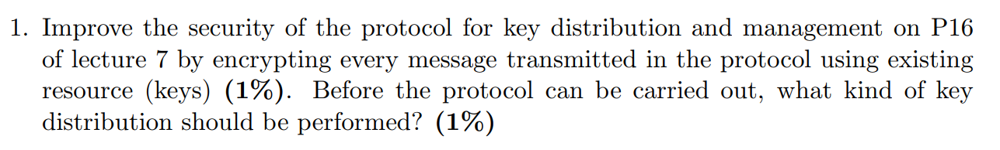 1. Improve the security of the protocol for key distribution and management on P16
of lecture 7 by encrypting every message transmitted in the protocol using existing
resource (keys) (1%). Before the protocol can be carried out, what kind of key
distribution should be performed? (1%)